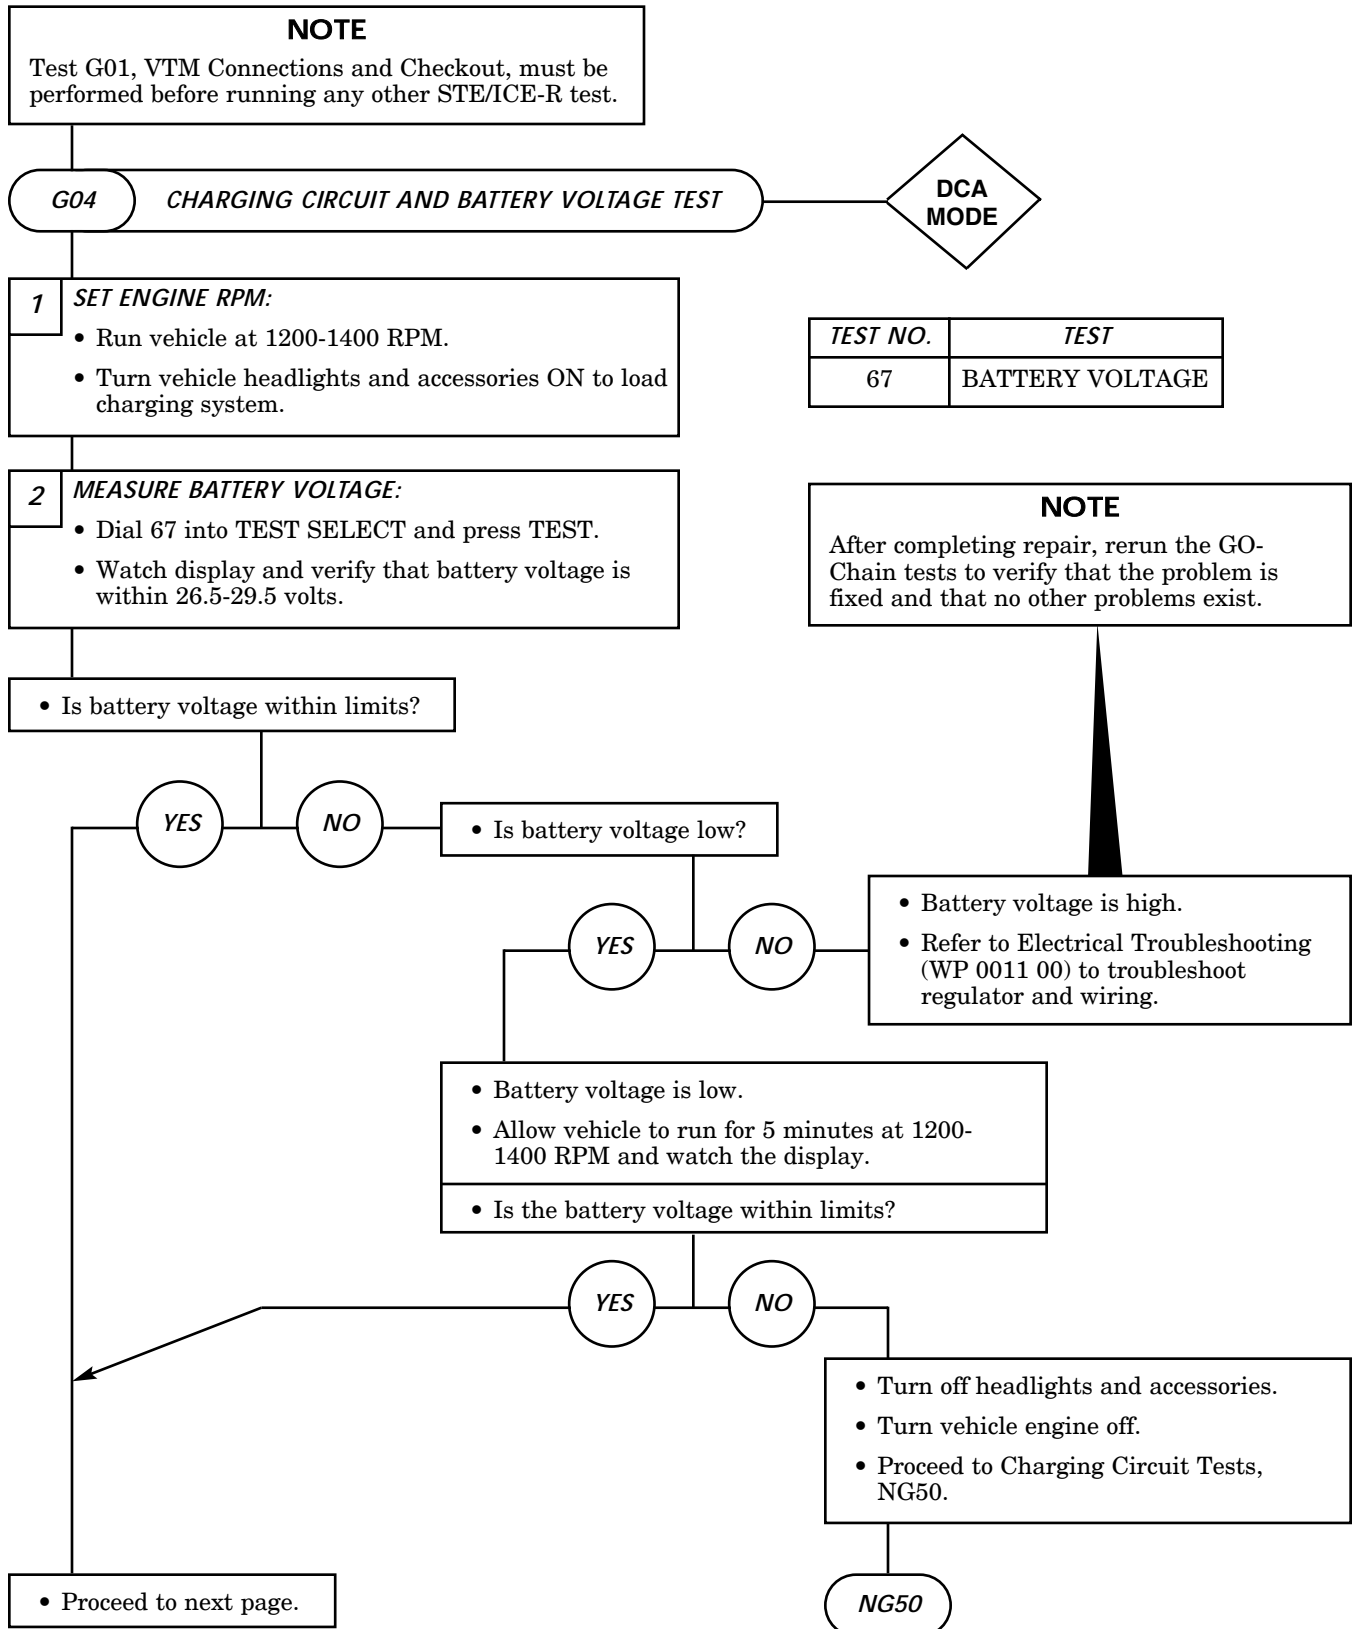 NOTE
Test G01, VTM Connections and Checkout, must be
performed before running any other STE/ICE-R test.
G04 CHARGING CIRCUIT AND BATTERY VOLTAGE TEST
DCA
MODE
1 SET ENGINE RPM:
• Run vehicle at 1200-1400 RPM.
• Turn vehicle headlights and accessories ON to load
charging system.
TEST NO. TEST
67 BATTERY VOLTAGE
2 MEASURE BATTERY VOLTAGE:
• Dial 67 into TEST SELECT and press TEST.
• Watch display and verify that battery voltage is
within 26.5-29.5 volts.
NOTE
After completing repair, rerun the GO-
Chain tests to verify that the problem is
fixed and that no other problems exist.
• Is battery voltage within limits?
YES NO
• Is battery voltage low?
YES NO
• Battery voltage is high.
• Refer to Electrical Troubleshooting
(WP 0011 00) to troubleshoot
regulator and wiring.
• Battery voltage is low.
• Allow vehicle to run for 5 minutes at 1200-
1400 RPM and watch the display.
• Is the battery voltage within limits?
YES NO
• Turn off headlights and accessories.
• Turn vehicle engine off.
• Proceed to Charging Circuit Tests,
NG50.
• Proceed to next page.
NG50